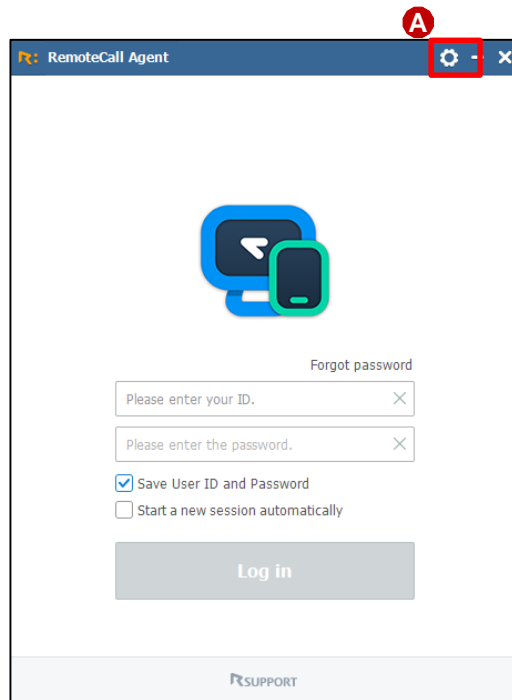 A
R: RemoteCall Agent
Forgot password
Please enter your ID.
Please enter the password.
Save User ID and Password
Start a new session automatically
Log in
RSUPPORT